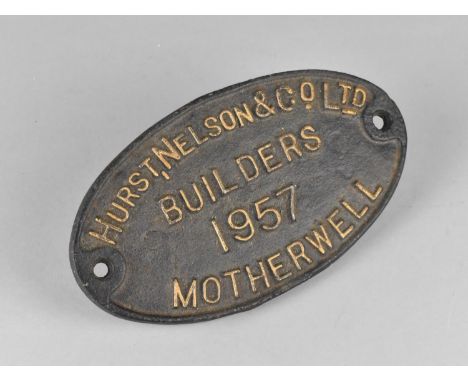 HURST, NELSON & CO LTD
BUILDERS
1957
MOTHERWELL